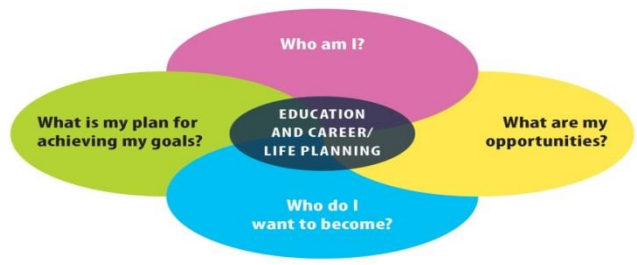 Who am I?
What is my plan for
achieving my goals?
EDUCATION
AND CAREER/
LIFE PLANNING
What are my
opportunities?
Who do I
want to become?